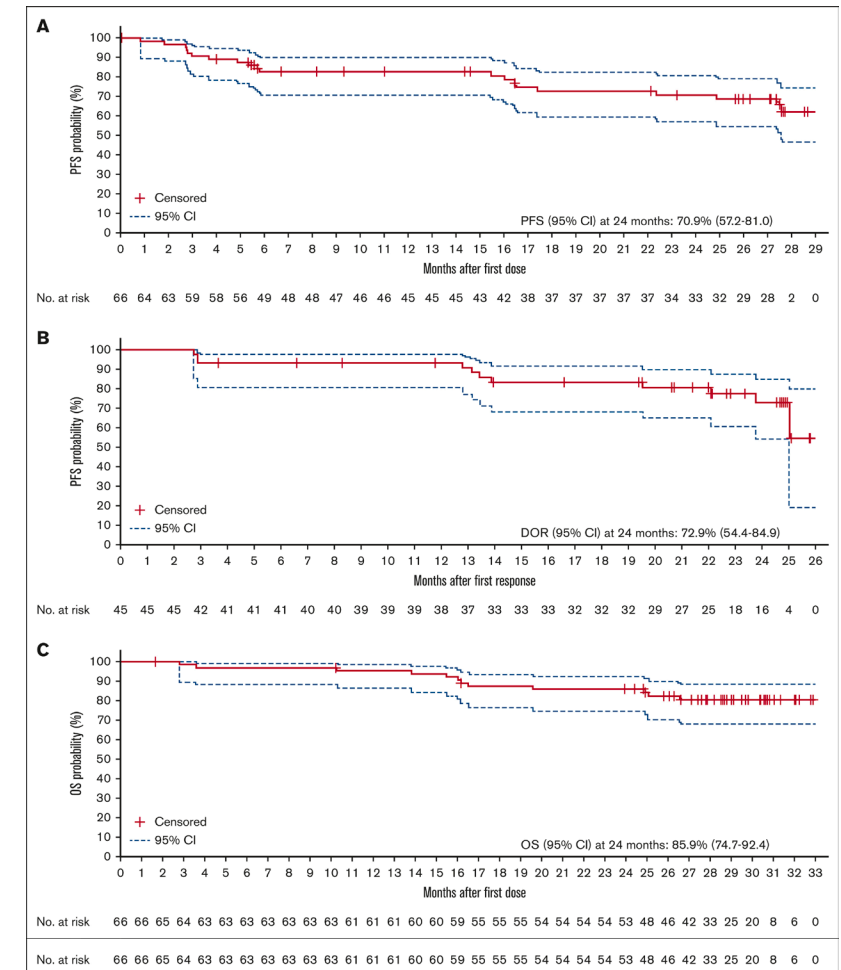 A
PFS probability (%)
100
90
80
70
60
50
40
30
20
10
0
Censored
95% CI
PFS (95% CI) at 24 months: 70.9% (57.2-81.0)
0 1 2 3 4 5 6 7 8 9 10 11 12 13 14 15 16 17 18 19 20 21 22 23 24 25 26 27 28 29
Months after first dose
No. at risk 66 64 63 59 58 56 49 48 48 47 46 46 45 45 45 43 42 38 37 37 37 37 37 34 33 32 29 28 2 0
B
PFS probability (%)
100
90
80
70
60
50
40
30
20
10
0
Censored
95% CI
DOR (95% CI) at 24 months: 72.9% (54.4-84.9)
0 1 2 3 4 5 6 7 8 9 10 11 12 13 14 15 16 17 18 19 20 21 22 23 24 25 26
Months after first response
No. at risk 45 45 45 42 41 41 41 40 40 39 39 39 38 37 33 33 33 32 32 32 29 27 25 18 16 4 0
C
OS probability (%)
100
90
80
70
60
50
40
30
20
10
0
Censored
95% CI
OS (95% CI) at 24 months: 85.9% (74.7-92.4)
0 1 2 3 4 5 6 7 8 9 10 11 12 13 14 15 16 17 18 19 20 21 22 23 24 25 26 27 28 29 30 31 32 33
Months after first dose
No. at risk 66 66 65 64 63 63 63 63 63 63 63 61 61 61 60 60 59 55 55 55 54 54 54 54 53 48 46 42 33 25 20 8 6 0
No. at risk 66 66 65 64 63 63 63 63 63 63 63 61 61 61 60 60 59 55 55 55 54 54 54 54 53 48 46 42 33 25 20 8 6 0